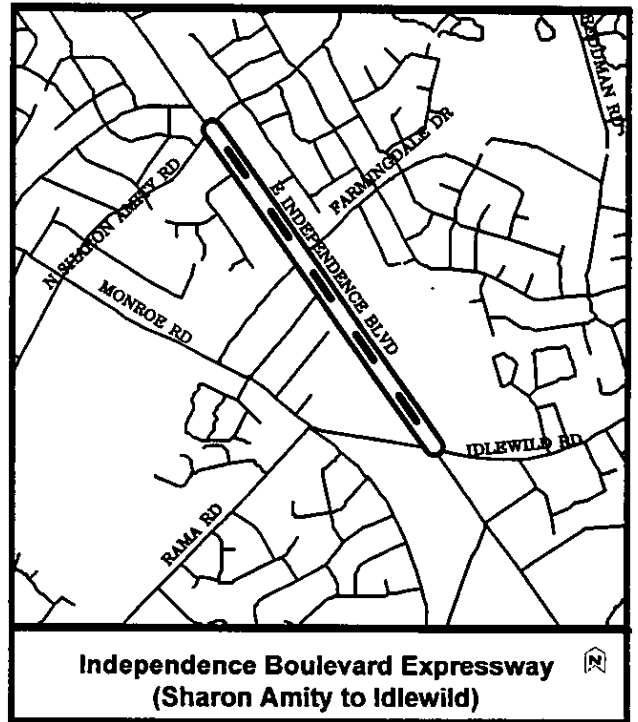 REDDMAN RD
FARMINGDALE DR
N SHARON AMITY RD
E INDEPENDENCE BLVD
MONROE RD
IDLEWILD RD
RAMA RD
Independence Boulevard Expressway
N
(Sharon Amity to Idlewild)